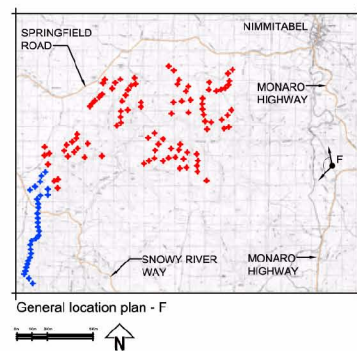 NIMMITABEL
SPRINGFIELD
ROAD
MONARO
HIGHWAY
F
SNOWY RIVER
WAY
MONARO
HIGHWAY
General location plan - F
N